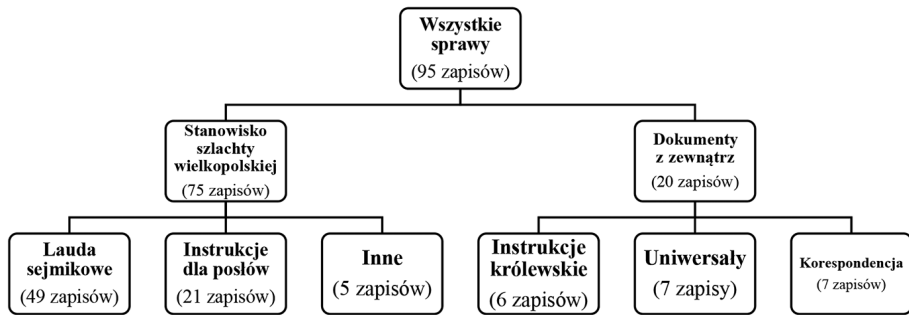 Wszystkie
sprawy
(95 zapisów)
Stanowisko
szlachty
wielkopolskiej
(75 zapisów)
Dokumenty
z zewnątrz
(20 zapisów)
Lauda
sejmikowe
(49 zapisów)
Instrukcje
dla posłów
(21 zapisów)
Inne
(5 zapisów)
Instrukcje
królewskie
(6 zapisów)
Uniwersały
(7 zapisy)
Korespondencja
(7 zapisów)